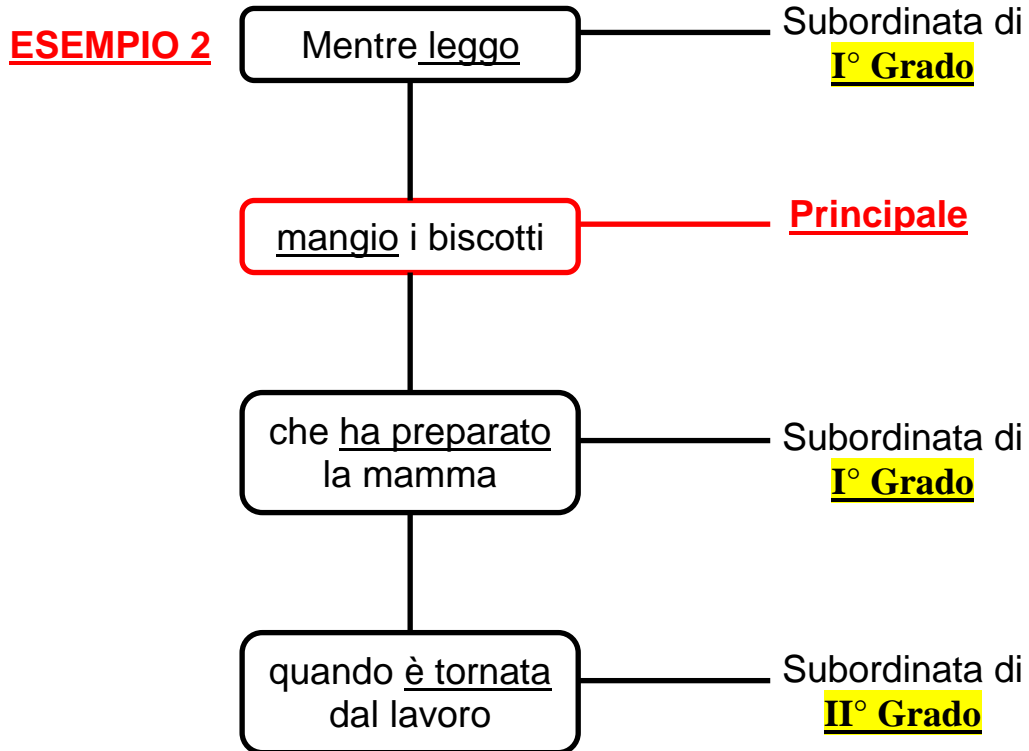 ESEMPIO 2
Mentre leggo
Subordinata di
I° Grado
mangio i biscotti
Principale
che ha preparato
la mamma
Subordinata di
I° Grado
quando è tornata
dal lavoro
Subordinata di
II° Grado